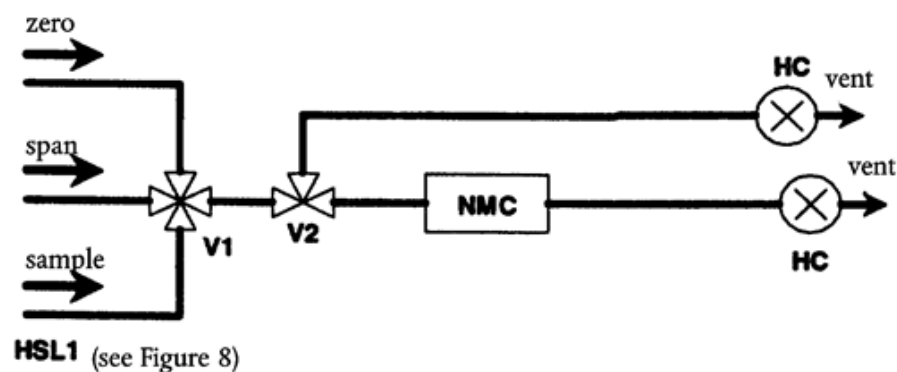 zero
HC
vent
span
vent
V1
V2
NMC
sample
HC
HSL1 (see Figure 8)